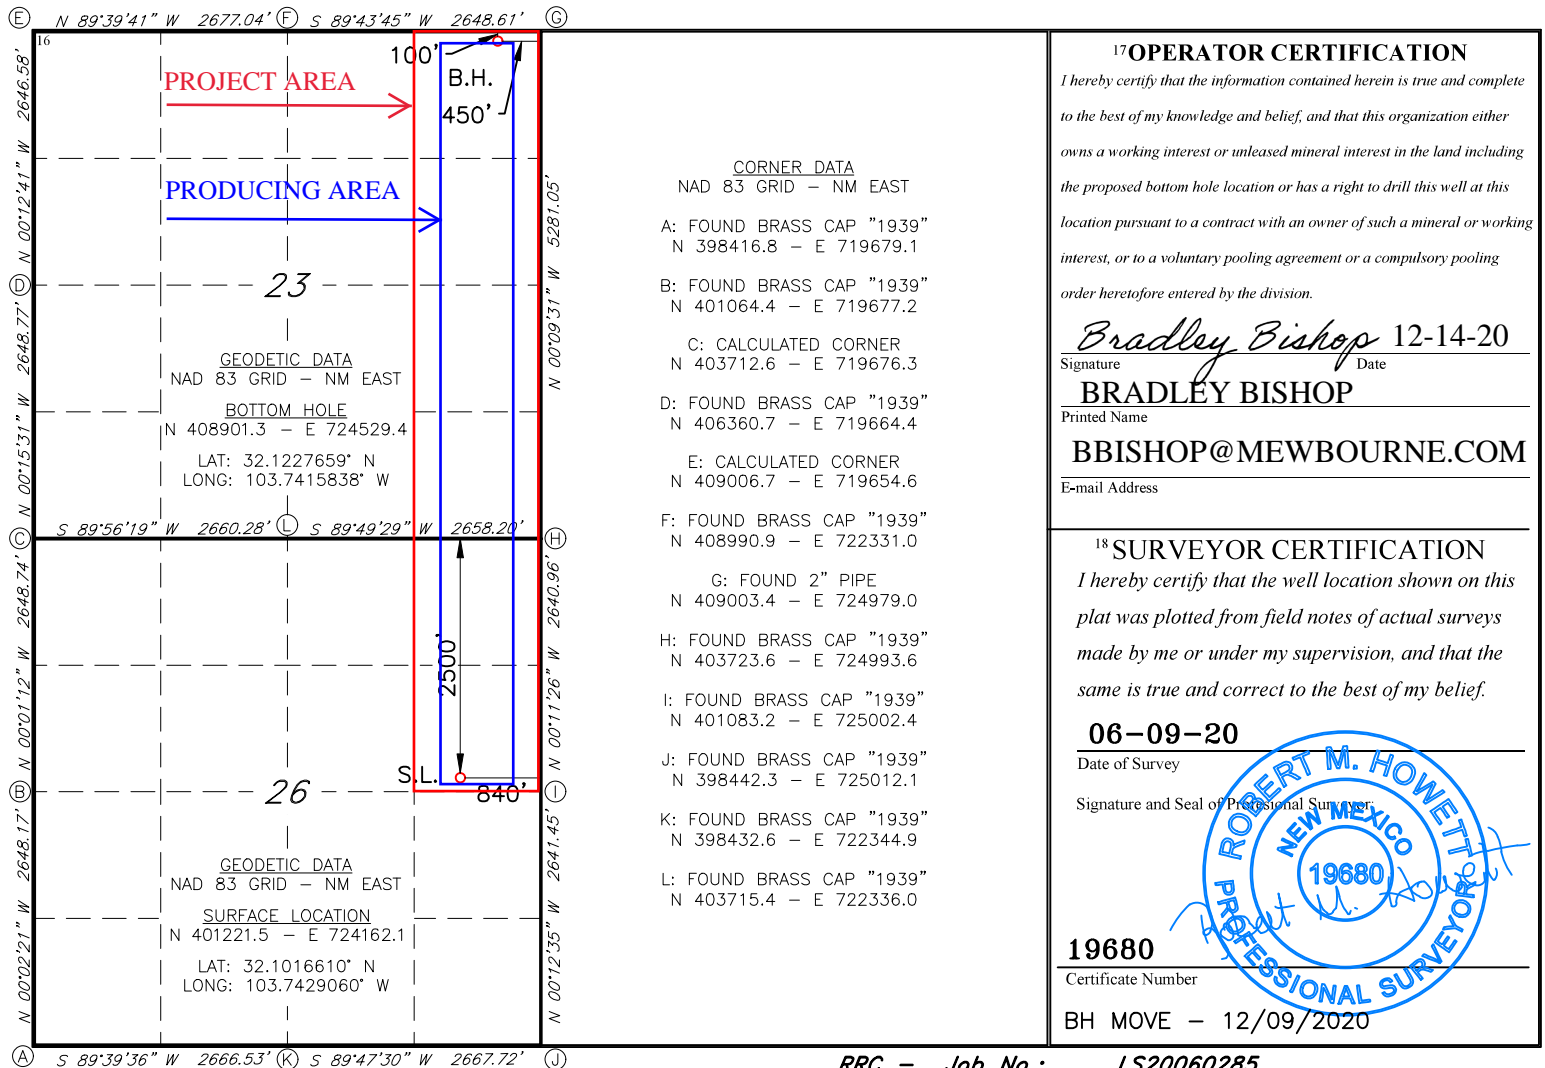 E N 89°39'41" W 2677.04' F S 89°43'45" W 2648.61' G
16
100'
B.H.
450'
PROJECT AREA
PRODUCING AREA
N 00°12'41" W 2646.58'
D
23
N 00°09'31" W 5281.05'
GEODETIC DATA
NAD 83 GRID – NM EAST
BOTTOM HOLE
N 408901.3 – E 724529.4
LAT: 32.1227659° N
LONG: 103.7415838° W
N 00°15'31" W 2648.77'
C S 89°56'19" W 2660.28' L S 89°49'29" W 2658.20' H
N 00°01'12" W 2648.74'
2500'
N 00°11'26" W 2640.96'
S.L.
840'
B
26
I
GEODETIC DATA
NAD 83 GRID – NM EAST
SURFACE LOCATION
N 401221.5 – E 724162.1
LAT: 32.1016610° N
LONG: 103.7429060° W
N 00°02'21" W 2648.17'
N 00°12'35" W 2641.45'
A S 89°39'36" W 2666.53' K S 89°47'30" W 2667.72' J
CORNER DATA
NAD 83 GRID – NM EAST
A: FOUND BRASS CAP "1939"
N 398416.8 – E 719679.1
B: FOUND BRASS CAP "1939"
N 401064.4 – E 719677.2
C: CALCULATED CORNER
N 403712.6 – E 719676.3
D: FOUND BRASS CAP "1939"
N 406360.7 – E 719664.4
E: CALCULATED CORNER
N 409006.7 – E 719654.6
F: FOUND BRASS CAP "1939"
N 408990.9 – E 722331.0
G: FOUND 2" PIPE
N 409003.4 – E 724979.0
H: FOUND BRASS CAP "1939"
N 403723.6 – E 724993.6
I: FOUND BRASS CAP "1939"
N 401083.2 – E 725002.4
J: FOUND BRASS CAP "1939"
N 398442.3 – E 725012.1
K: FOUND BRASS CAP "1939"
N 398432.6 – E 722344.9
L: FOUND BRASS CAP "1939"
N 403715.4 – E 722336.0
17 OPERATOR CERTIFICATION
I hereby certify that the information contained herein is true and complete
to the best of my knowledge and belief, and that this organization either
owns a working interest or unleased mineral interest in the land including
the proposed bottom hole location or has a right to drill this well at this
location pursuant to a contract with an owner of such a mineral or working
interest, or to a voluntary pooling agreement or a compulsory pooling
order heretofore entered by the division.
Bradley Bishop 12-14-20
Signature Date
BRADLEY BISHOP
Printed Name
BBISHOP@MEWBOURNE.COM
E-mail Address
18 SURVEYOR CERTIFICATION
I hereby certify that the well location shown on this
plat was plotted from field notes of actual surveys
made by me or under my supervision, and that the
same is true and correct to the best of my belief.
06-09-20
Date of Survey
Signature and Seal of Professional Surveyor:
ROBERT M. HOWETT
NEW MEXICO
19680
PROFESSIONAL SURVEYOR
Robert M. Howett
19680
Certificate Number
BH MOVE – 12/09/2020
RRC – Job No.: LS20060285